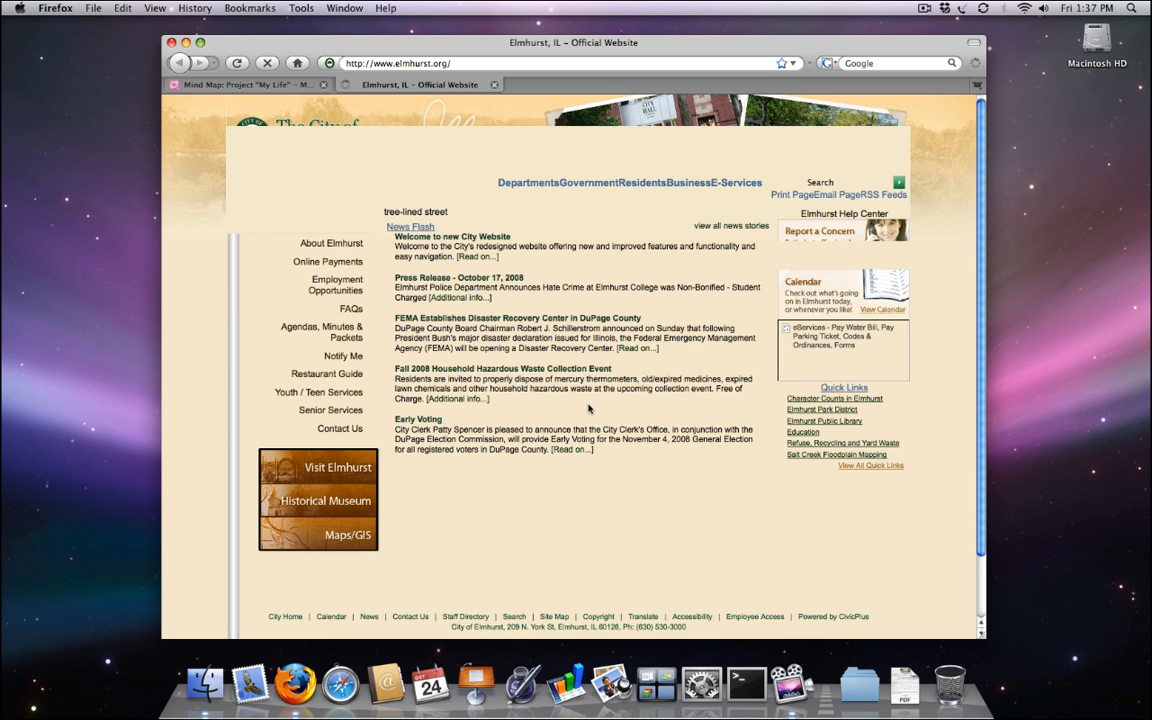 Firefox File Edit View History Bookmarks Tools Window Help Fri 1:37 PM
Macintosh HD
Elmhurst, IL – Official Website
http://www.elmhurst.org/ Google
Mind Map: Project "My Life" – M... Elmhurst, IL – Official Website
CITY HALL
The City of
DepartmentsGovernmentResidentsBusinessE-Services
Search
Print PageEmail PageRSS Feeds
About Elmhurst
Online Payments
Employment
Opportunities
FAQs
Agendas, Minutes &
Packets
Notify Me
Restaurant Guide
Youth / Teen Services
Senior Services
Contact Us
Visit Elmhurst
Historical Museum
Maps/GIS
tree-lined street
News Flash view all news stories
Welcome to new City Website
Welcome to the City's redesigned website offering new and improved features and functionality and
easy navigation. [Read on...]
Press Release - October 17, 2008
Elmhurst Police Department Announces Hate Crime at Elmhurst College was Non-Bonified - Student
Charged [Additional info...]
FEMA Establishes Disaster Recovery Center in DuPage County
DuPage County Board Chairman Robert J. Schillerstrom announced on Sunday that following
President Bush's major disaster declaration issued for Illinois, the Federal Emergency Management
Agency (FEMA) will be opening a Disaster Recovery Center. [Read on...]
Fall 2008 Household Hazardous Waste Collection Event
Residents are invited to properly dispose of mercury thermometers, old/expired medicines, expired
lawn chemicals and other household hazardous waste at the upcoming collection event. Free of
Charge. [Additional info...]
Early Voting
City Clerk Patty Spencer is pleased to announce that the City Clerk's Office, in conjunction with the
DuPage Election Commission, will provide Early Voting for the November 4, 2008 General Election
for all registered voters in DuPage County. [Read on...]
Elmhurst Help Center
Report a Concern
Calendar
Check out what's going
on in Elmhurst today,
or whenever you like! View Calendar
eServices - Pay Water Bill, Pay
Parking Ticket, Codes &
Ordinances, Forms
Quick Links
Character Counts in Elmhurst
Elmhurst Park District
Elmhurst Public Library
Education
Refuse, Recycling and Yard Waste
Salt Creek Floodplain Mapping
View All Quick Links
City Home | Calendar | News | Contact Us | Staff Directory | Search | Site Map | Copyright | Translate | Accessibility | Employee Access | Powered by CivicPlus
City of Elmhurst, 209 N. York St, Elmhurst, IL 60126, Ph: (630) 530-3000
OCT
24
PDF